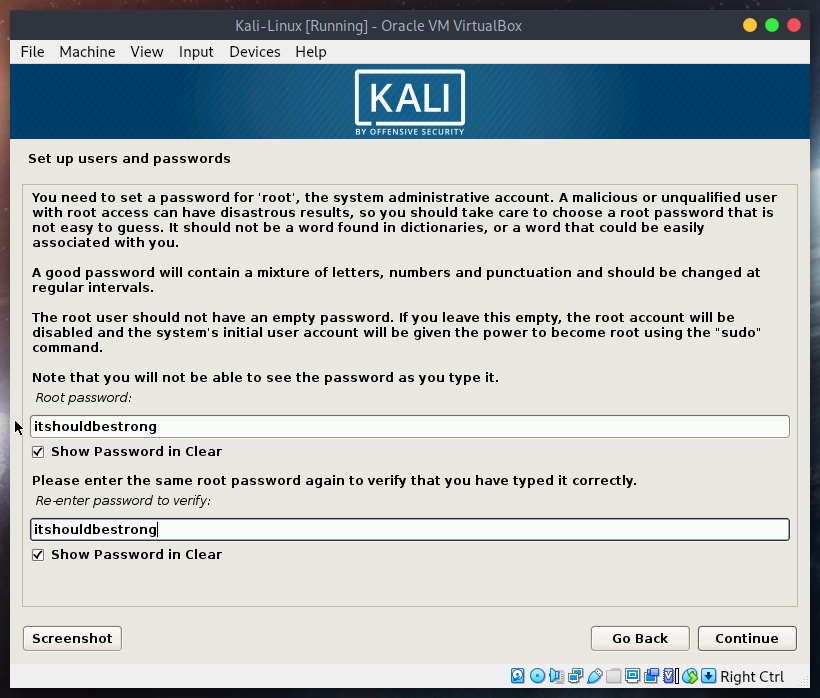 Kali-Linux [Running] - Oracle VM VirtualBox
File Machine View Input Devices Help
KALI
BY OFFENSIVE SECURITY
Set up users and passwords
You need to set a password for 'root', the system administrative account. A malicious or unqualified user
with root access can have disastrous results, so you should take care to choose a root password that is
not easy to guess. It should not be a word found in dictionaries, or a word that could be easily
associated with you.
A good password will contain a mixture of letters, numbers and punctuation and should be changed at
regular intervals.
The root user should not have an empty password. If you leave this empty, the root account will be
disabled and the system's initial user account will be given the power to become root using the "sudo"
command.
Note that you will not be able to see the password as you type it.
Root password:
itshouldbestrong
Show Password in Clear
Please enter the same root password again to verify that you have typed it correctly.
Re-enter password to verify:
itshouldbestrong
Show Password in Clear
Screenshot Go Back Continue
Right Ctrl